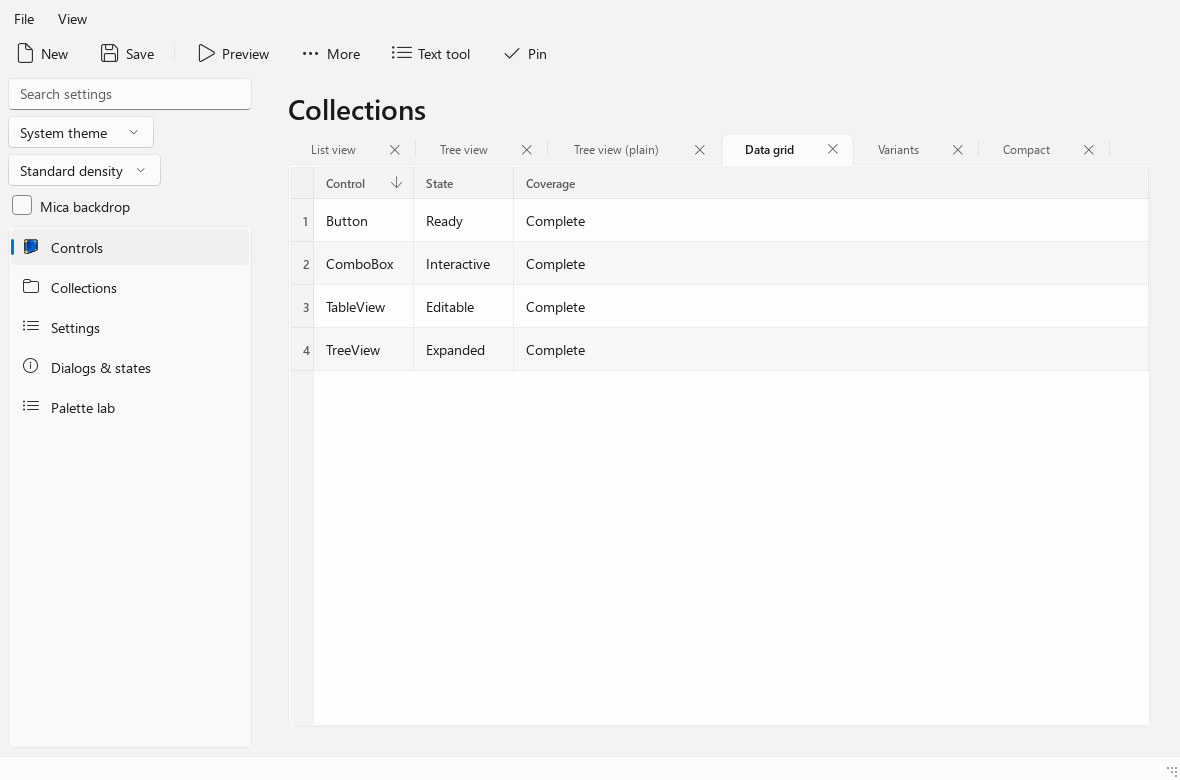 File View
New Save Preview More Text tool Pin
Search settings
System theme
Standard density
Mica backdrop
Controls
Collections
Settings
Dialogs & states
Palette lab
Collections
List view Tree view Tree view (plain) Data grid Variants Compact
Control State Coverage
1 Button Ready Complete
2 ComboBox Interactive Complete
3 TableView Editable Complete
4 TreeView Expanded Complete